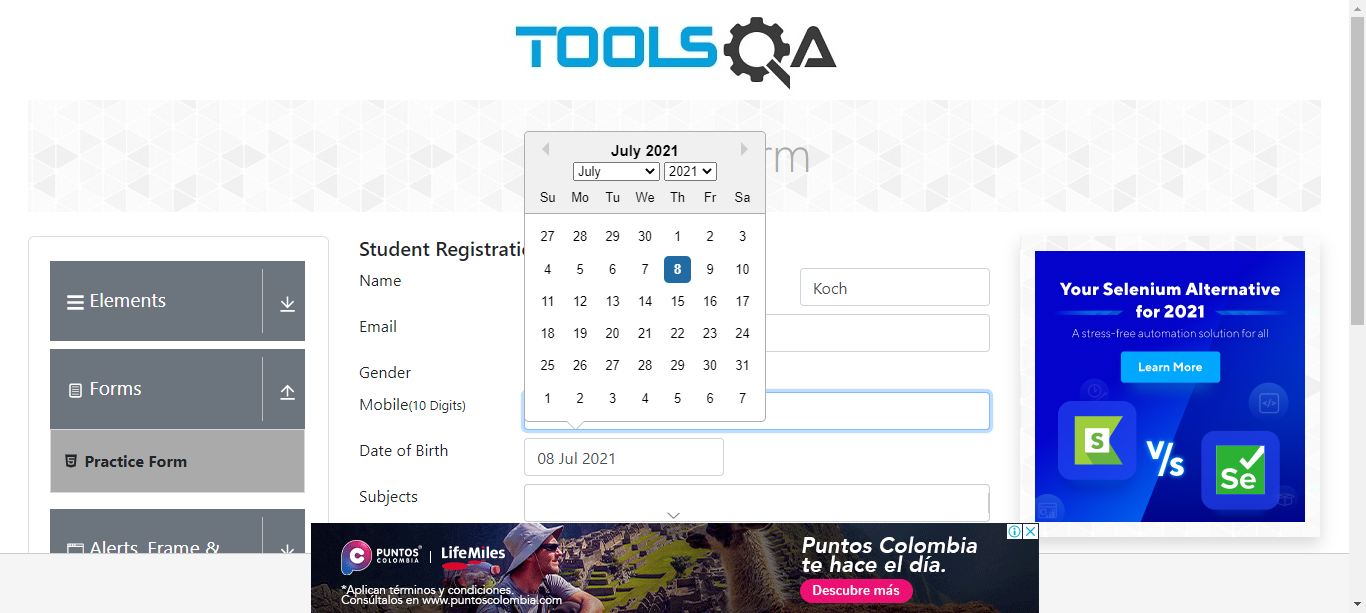 TOOLSQA
rm
July 2021
July
2021
Su Mo Tu We Th Fr Sa
27 28 29 30 1 2 3
4 5 6 7 8 9 10
11 12 13 14 15 16 17
18 19 20 21 22 23 24
25 26 27 28 29 30 31
1 2 3 4 5 6 7
Elements
Forms
Practice Form
Alerts, Frame &
Student Registrati
Name
Koch
Email
Gender
Mobile(10 Digits)
Date of Birth
08 Jul 2021
Subjects
Your Selenium Alternative
for 2021
A stress-free automation solution for all
Learn More
S
V/s
Se
PUNTOS
COLOMBIA
LifeMiles
*Aplican términos y condiciones.
Consúltalos en www.puntoscolombia.com
Puntos Colombia
te hace el día.
Descubre más